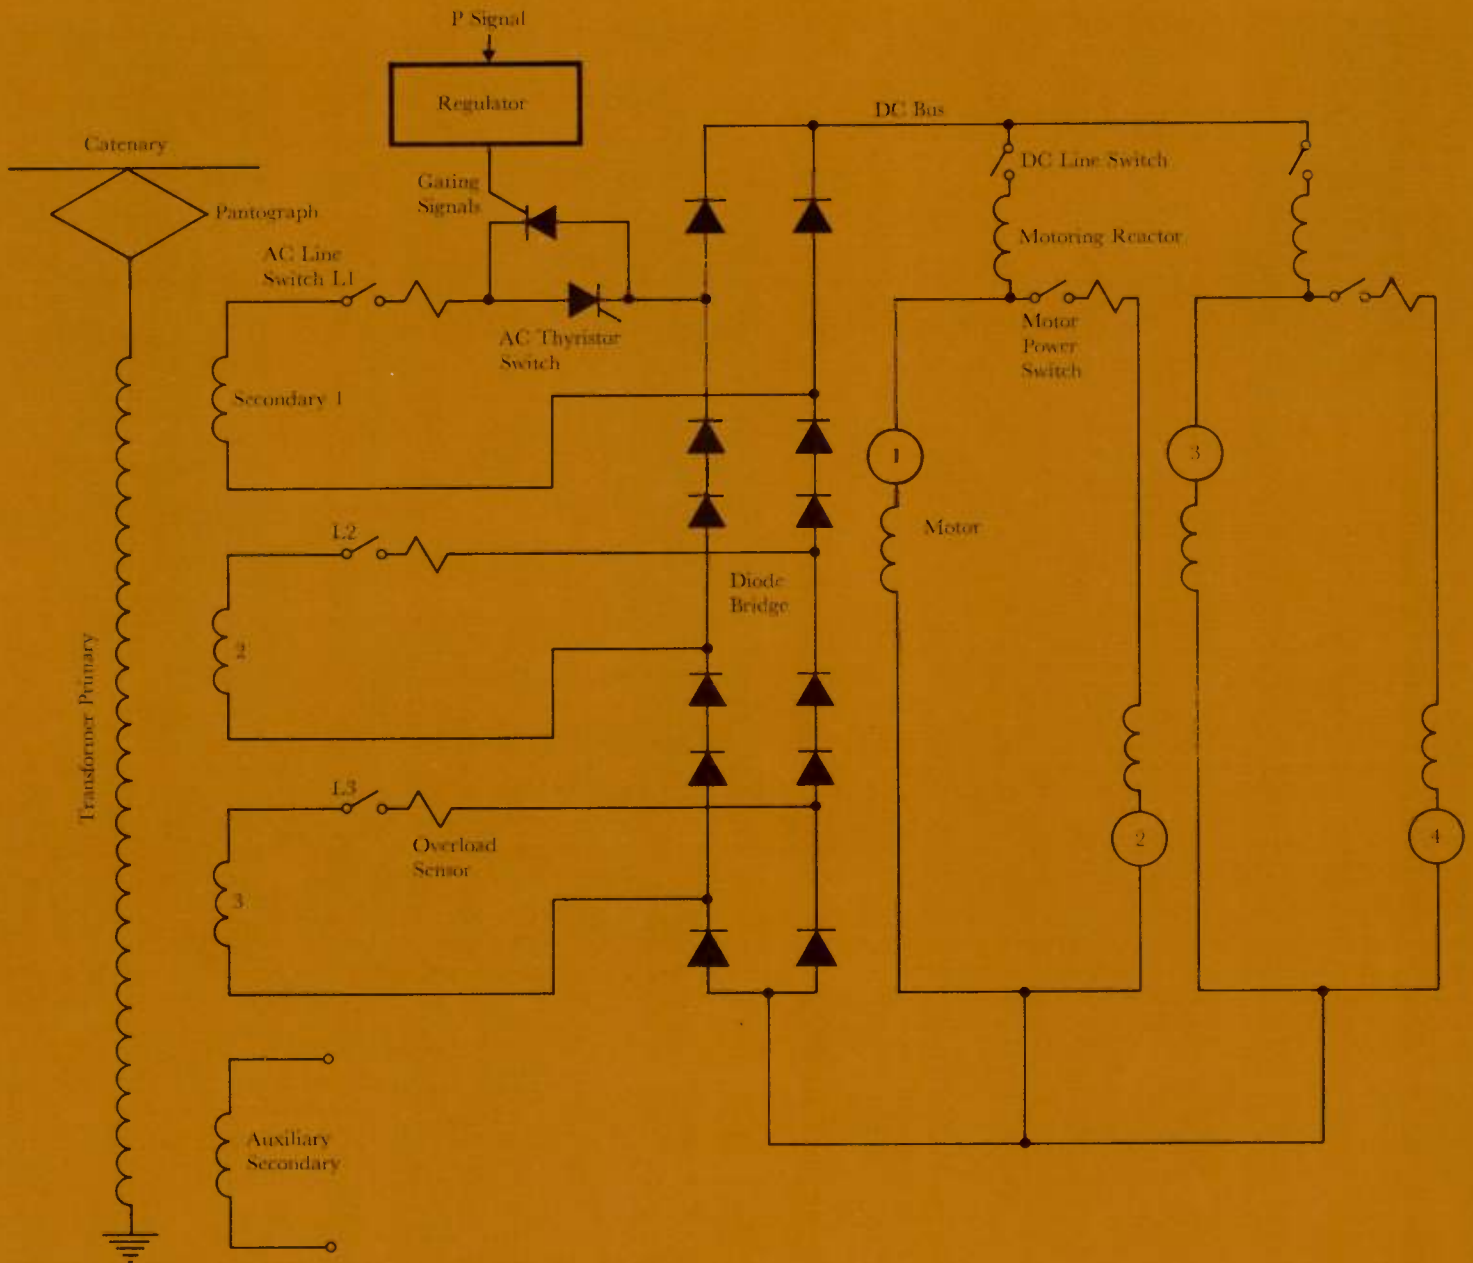 P Signal
Regulator
DC Bus
Catenary
DC Line Switch
Gating
Signals
Pantograph
Motoring Reactor
AC Line
Switch L1
Motor
Power
Switch
AC Thyristor
Switch
Secondary 1
1
3
L2
Motor
Diode
Bridge
2
Transformer Primary
L3
Overload
Sensor
2
4
3
Auxiliary
Secondary